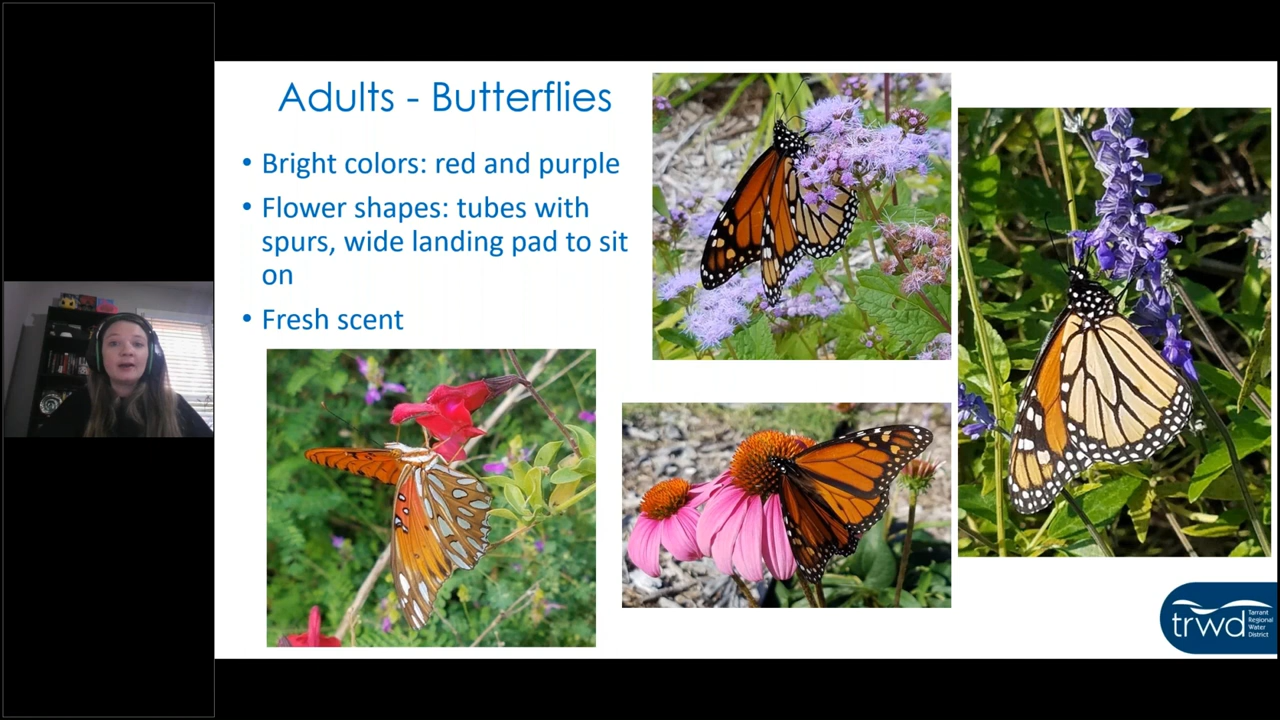 Adults - Butterflies
• Bright colors: red and purple
• Flower shapes: tubes with
spurs, wide landing pad to sit
on
• Fresh scent
trwd
Tarrant
Regional
Water
District